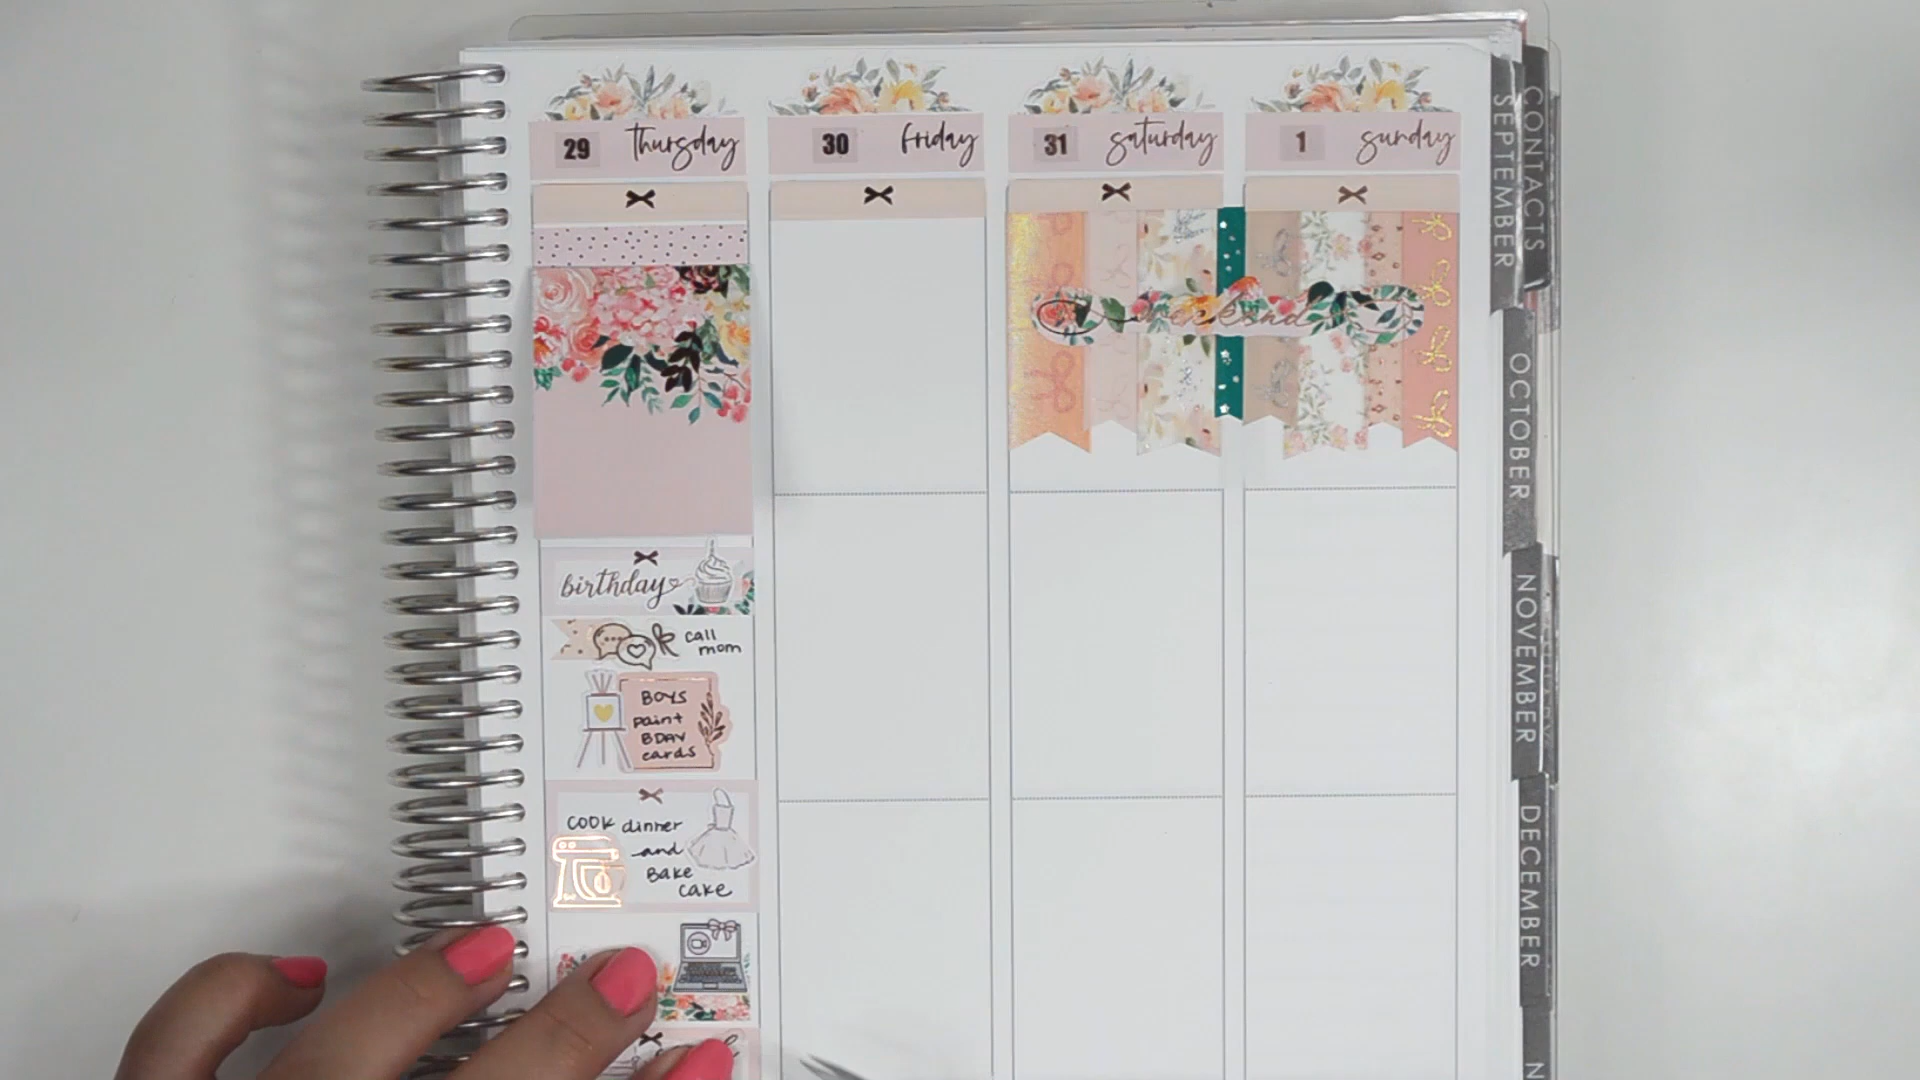 29 thursday
30 friday
31 saturday
1 sunday
weekend
birthday
call
mom
BOYS
paint
BDAY
cards
COOK dinner
and
BAKE
CAKE
CONTACTS
SEPTEMBER
OCTOBER
NOVEMBER
DECEMBER